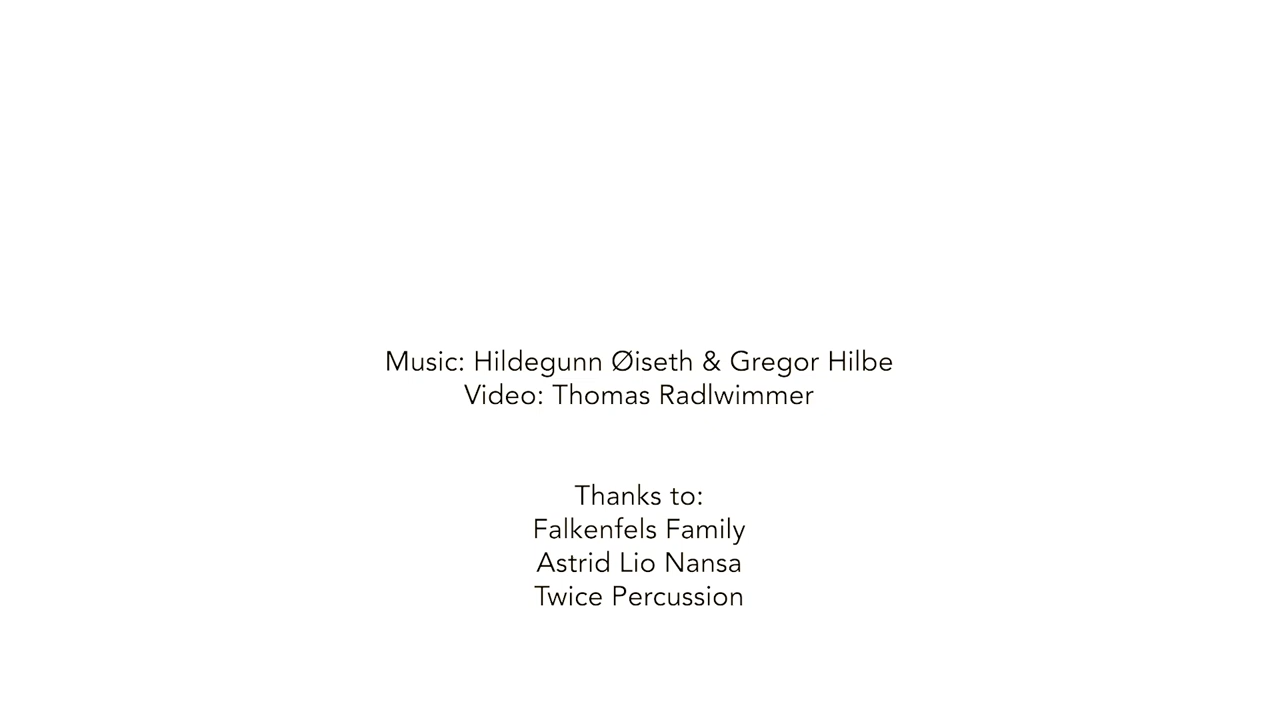 Music: Hildegunn Øiseth & Gregor Hilbe
Video: Thomas Radlwimmer
Thanks to:
Falkenfels Family
Astrid Lio Nansa
Twice Percussion